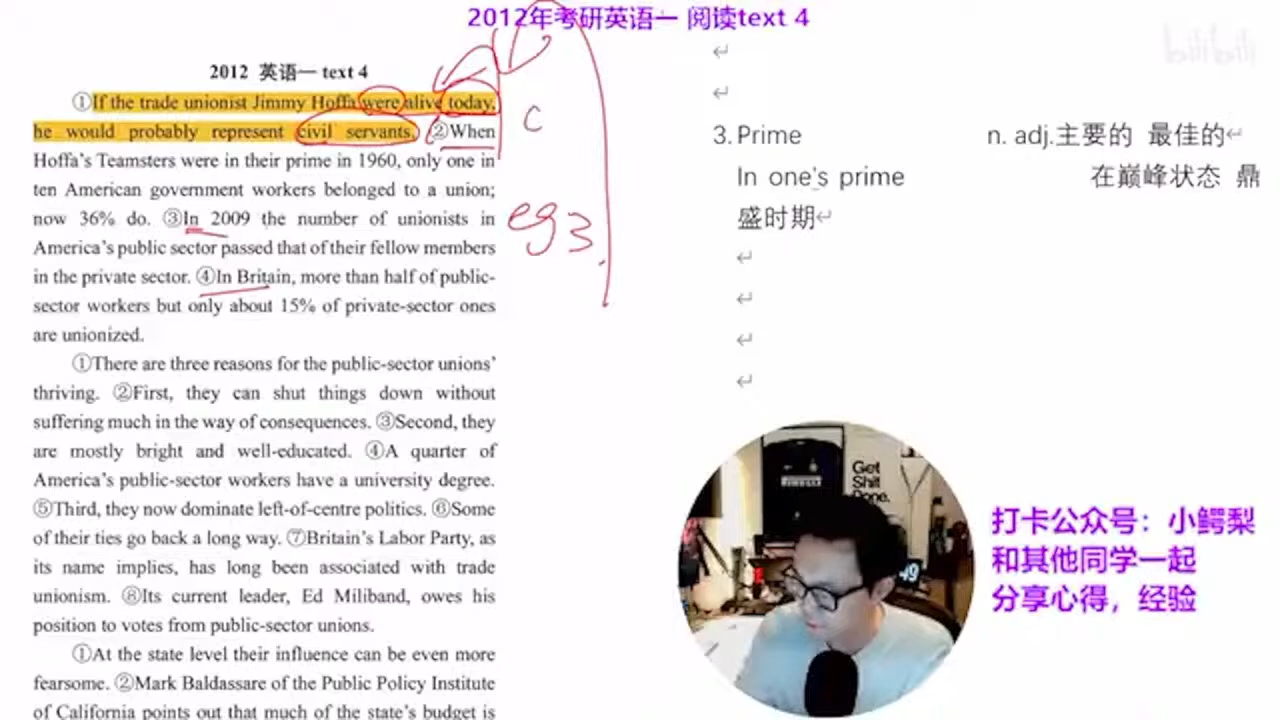 2012年考研英语一 阅读text 4
bilibili
2012 英语一 text 4
①If the trade unionist Jimmy Hoffa were alive today,
he would probably represent civil servants. ②When
Hoffa's Teamsters were in their prime in 1960, only one in
ten American government workers belonged to a union;
now 36% do. ③In 2009 the number of unionists in
America's public sector passed that of their fellow members
in the private sector. ④In Britain, more than half of public-
sector workers but only about 15% of private-sector ones
are unionized.
①There are three reasons for the public-sector unions'
thriving. ②First, they can shut things down without
suffering much in the way of consequences. ③Second, they
are mostly bright and well-educated. ④A quarter of
America's public-sector workers have a university degree.
⑤Third, they now dominate left-of-centre politics. ⑥Some
of their ties go back a long way. ⑦Britain's Labor Party, as
its name implies, has long been associated with trade
unionism. ⑧Its current leader, Ed Miliband, owes his
position to votes from public-sector unions.
①At the state level their influence can be even more
fearsome. ②Mark Baldassare of the Public Policy Institute
of California points out that much of the state's budget is
c
eg3.
3. Prime n. adj.主要的 最佳的
In one's prime 在巅峰状态 鼎
盛时期
Get
Shit
Done.
49
打卡公众号：小鳄梨
和其他同学一起
分享心得，经验